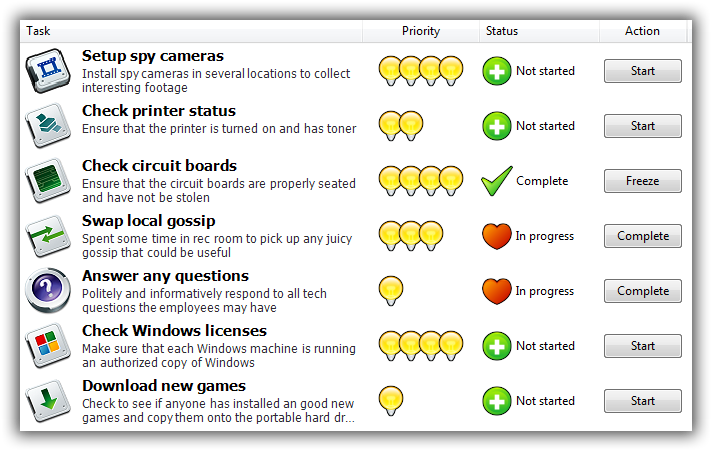 Task Priority Status Action
Setup spy cameras
Install spy cameras in several locations to collect
interesting footage
Not started
Start
Check printer status
Ensure that the printer is turned on and has toner
Not started
Start
Check circuit boards
Ensure that the circuit boards are properly seated
and have not be stolen
Complete
Freeze
Swap local gossip
Spent some time in rec room to pick up any juicy
gossip that could be useful
In progress
Complete
Answer any questions
Politely and informatively respond to all tech
questions the employees may have
In progress
Complete
Check Windows licenses
Make sure that each Windows machine is running
an authorized copy of Windows
Not started
Start
Download new games
Check to see if anyone has installed an good new
games and copy them onto the portable hard dr...
Not started
Start